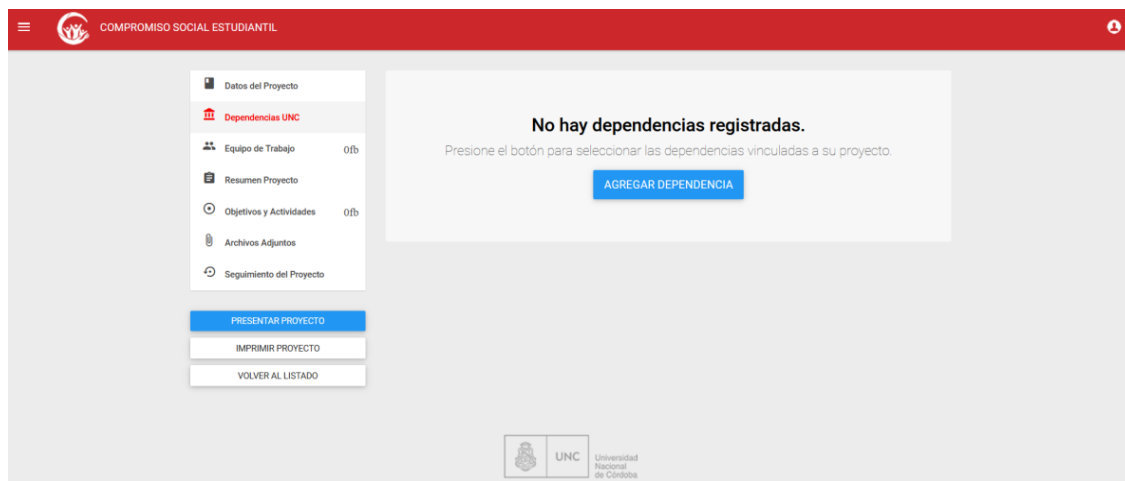 COMPROMISO SOCIAL ESTUDIANTIL
Datos del Proyecto
Dependencias UNC
Equipo de Trabajo 0fb
Resumen Proyecto
Objetivos y Actividades 0fb
Archivos Adjuntos
Seguimiento del Proyecto
PRESENTAR PROYECTO
IMPRIMIR PROYECTO
VOLVER AL LISTADO
No hay dependencias registradas.
Presione el botón para seleccionar las dependencias vinculadas a su proyecto.
AGREGAR DEPENDENCIA
UNC
Universidad
Nacional
de Córdoba